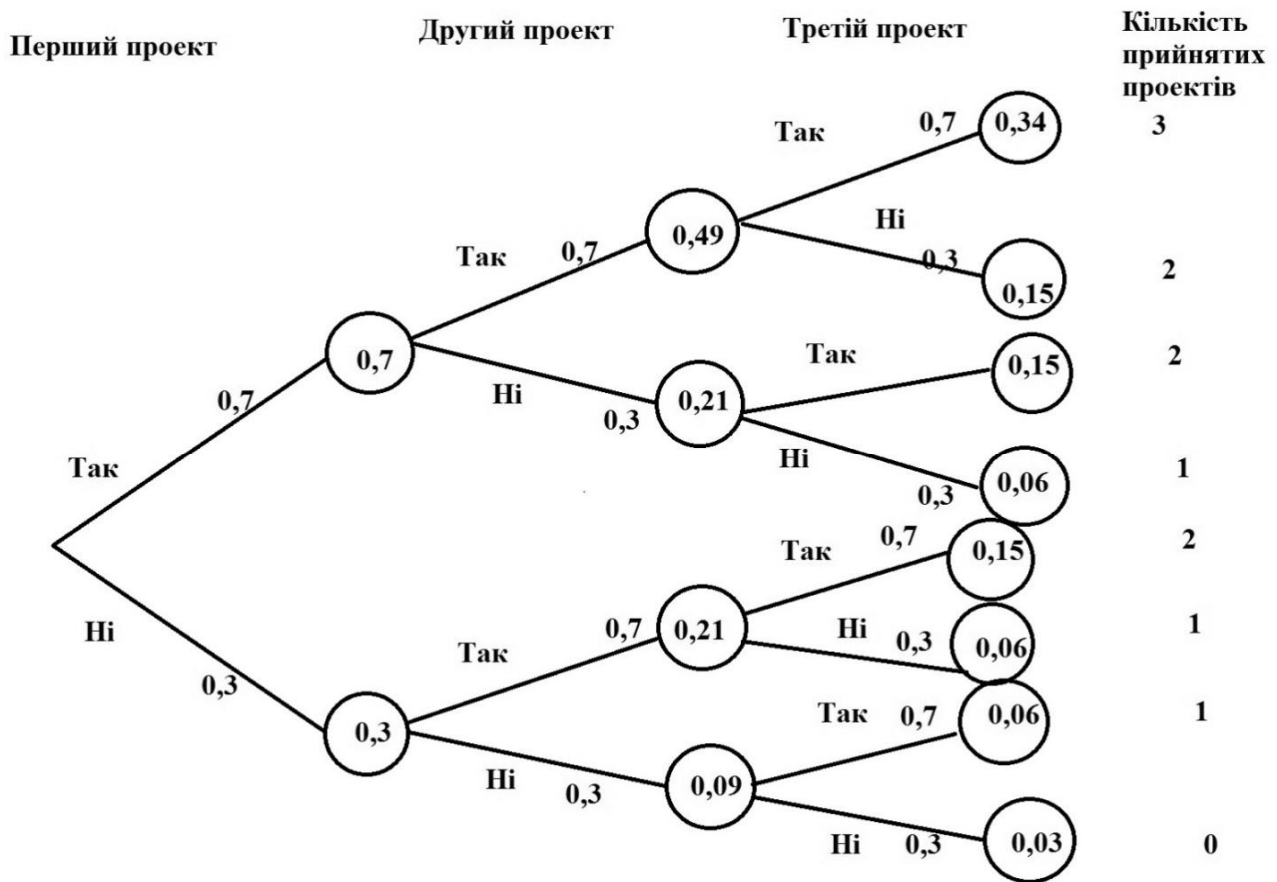 Перший проект
Другий проект
Третій проект
Кількість
прийнятих
проектів
Так
0,7
0,34
3
Ні
0,3
0,15
2
Так
0,7
0,49
0,7
Так
0,15
2
Ні
0,3
0,21
Так
0,7
Ні
0,3
0,06
1
Так
0,7
0,15
2
Ні
0,3
Так
0,7
0,21
Ні
0,3
0,06
1
0,3
Так
0,7
0,06
1
Ні
0,3
0,09
Ні
0,3
0,03
0